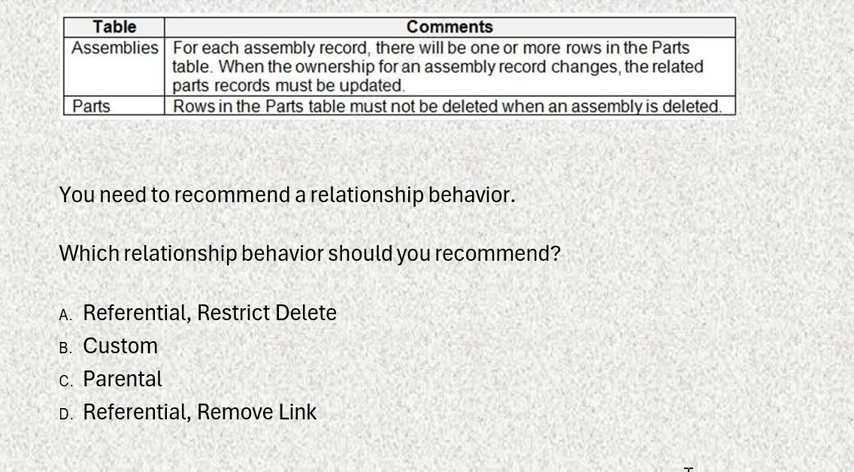 Table Comments
Assemblies For each assembly record, there will be one or more rows in the Parts
table. When the ownership for an assembly record changes, the related
parts records must be updated.
Parts Rows in the Parts table must not be deleted when an assembly is deleted.
You need to recommend a relationship behavior.
Which relationship behavior should you recommend?
A. Referential, Restrict Delete
B. Custom
C. Parental
D. Referential, Remove Link